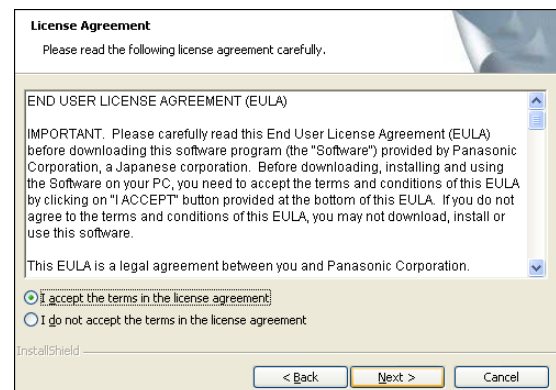 License Agreement
Please read the following license agreement carefully.
END USER LICENSE AGREEMENT (EULA)
IMPORTANT. Please carefully read this End User License Agreement (EULA)
before downloading this software program (the "Software") provided by Panasonic
Corporation, a Japanese corporation. Before downloading, installing and using
the Software on your PC, you need to accept the terms and conditions of this EULA
by clicking on "I ACCEPT" button provided at the bottom of this EULA. If you do not
agree to the terms and conditions of this EULA, you may not download, install or
use this software.
This EULA is a legal agreement between you and Panasonic Corporation.
I accept the terms in the license agreement
I do not accept the terms in the license agreement
InstallShield
< Back Next > Cancel